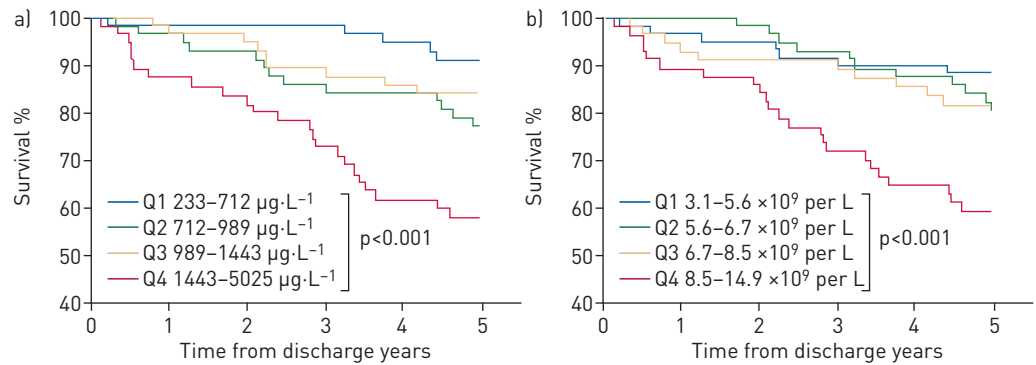 a)
Survival %
100
90
80
70
60
50
40
Q1 233–712 µg·L⁻¹
Q2 712–989 µg·L⁻¹
Q3 989–1443 µg·L⁻¹
Q4 1443–5025 µg·L⁻¹
p<0.001
0 1 2 3 4 5
Time from discharge years
b)
Survival %
100
90
80
70
60
50
40
Q1 3.1–5.6 ×10⁹ per L
Q2 5.6–6.7 ×10⁹ per L
Q3 6.7–8.5 ×10⁹ per L
Q4 8.5–14.9 ×10⁹ per L
p<0.001
0 1 2 3 4 5
Time from discharge years